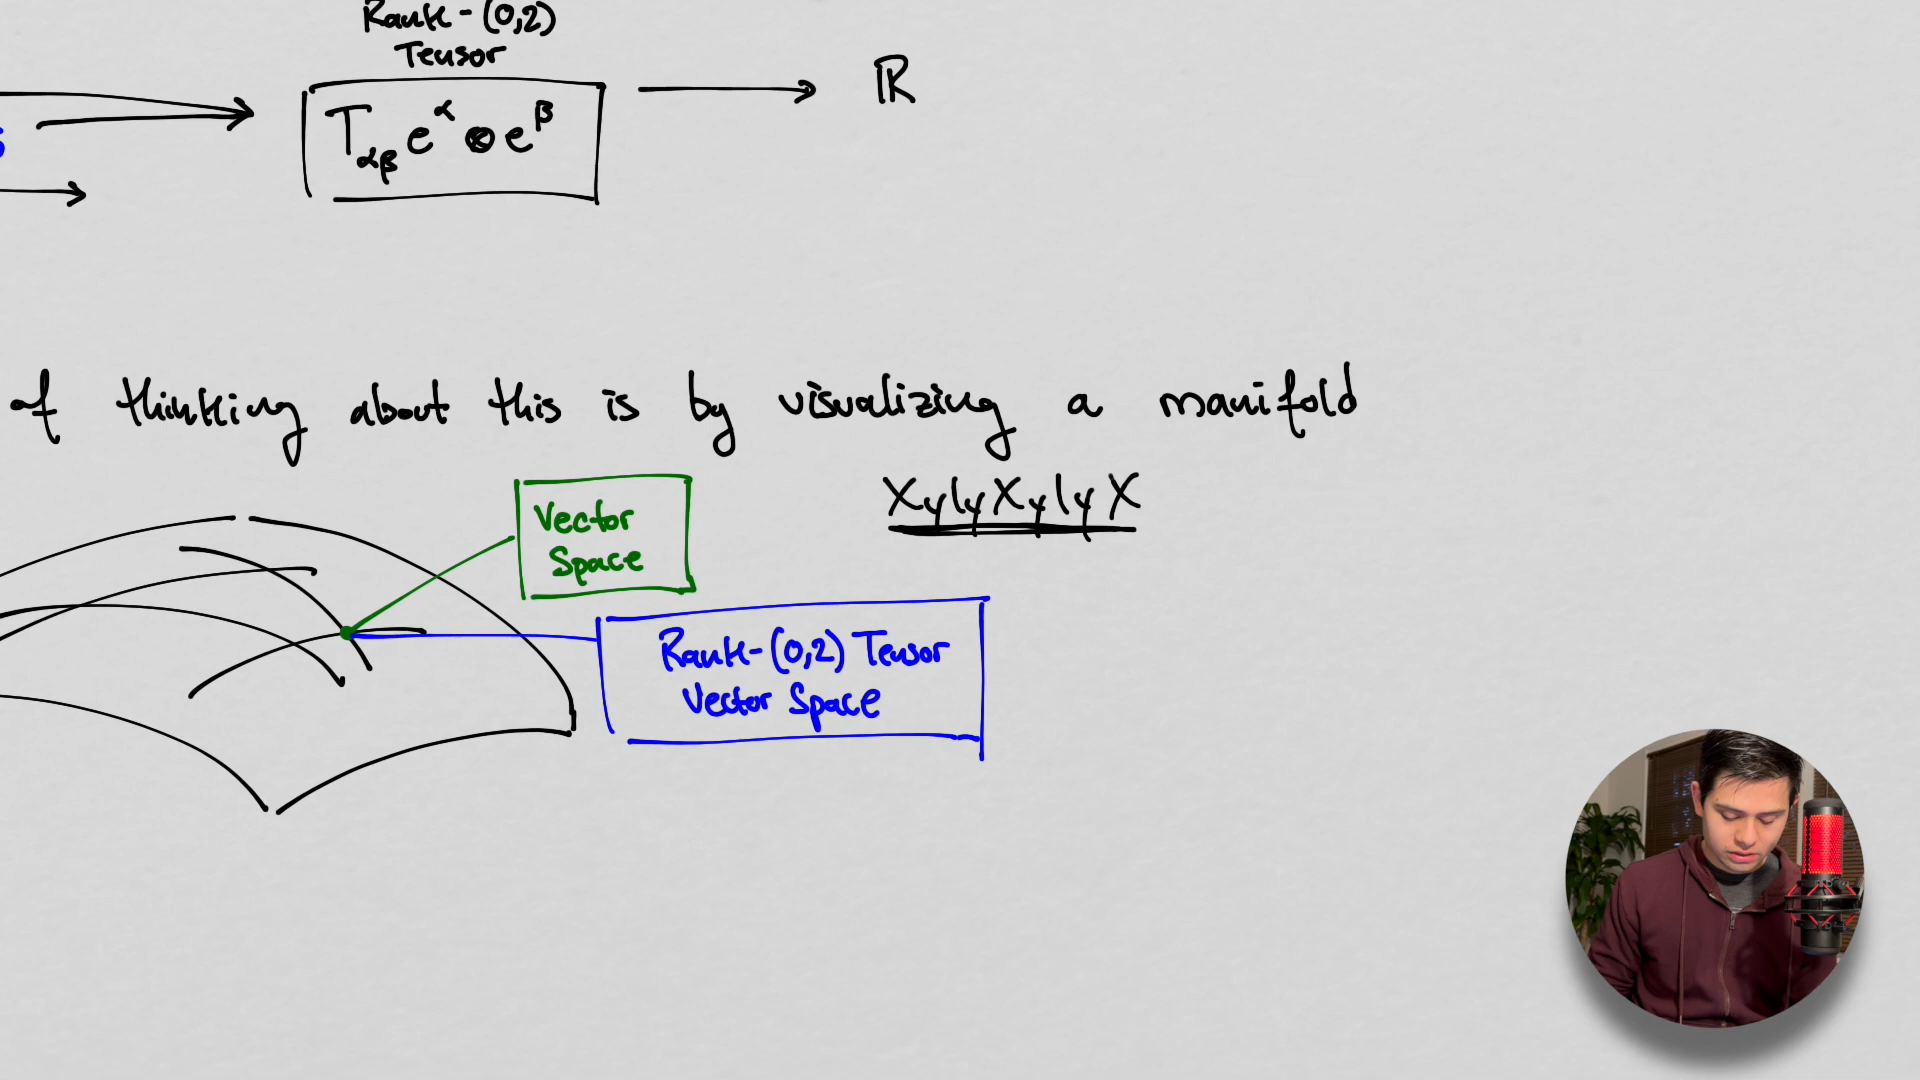 Rank-(0,2)
Tensor
T_{αβ} e^α ⊗ e^β
ℝ
of thinking about this is by visualizing a manifold
XylyXylyX
Vector
Space
Rank-(0,2) Tensor
Vector Space